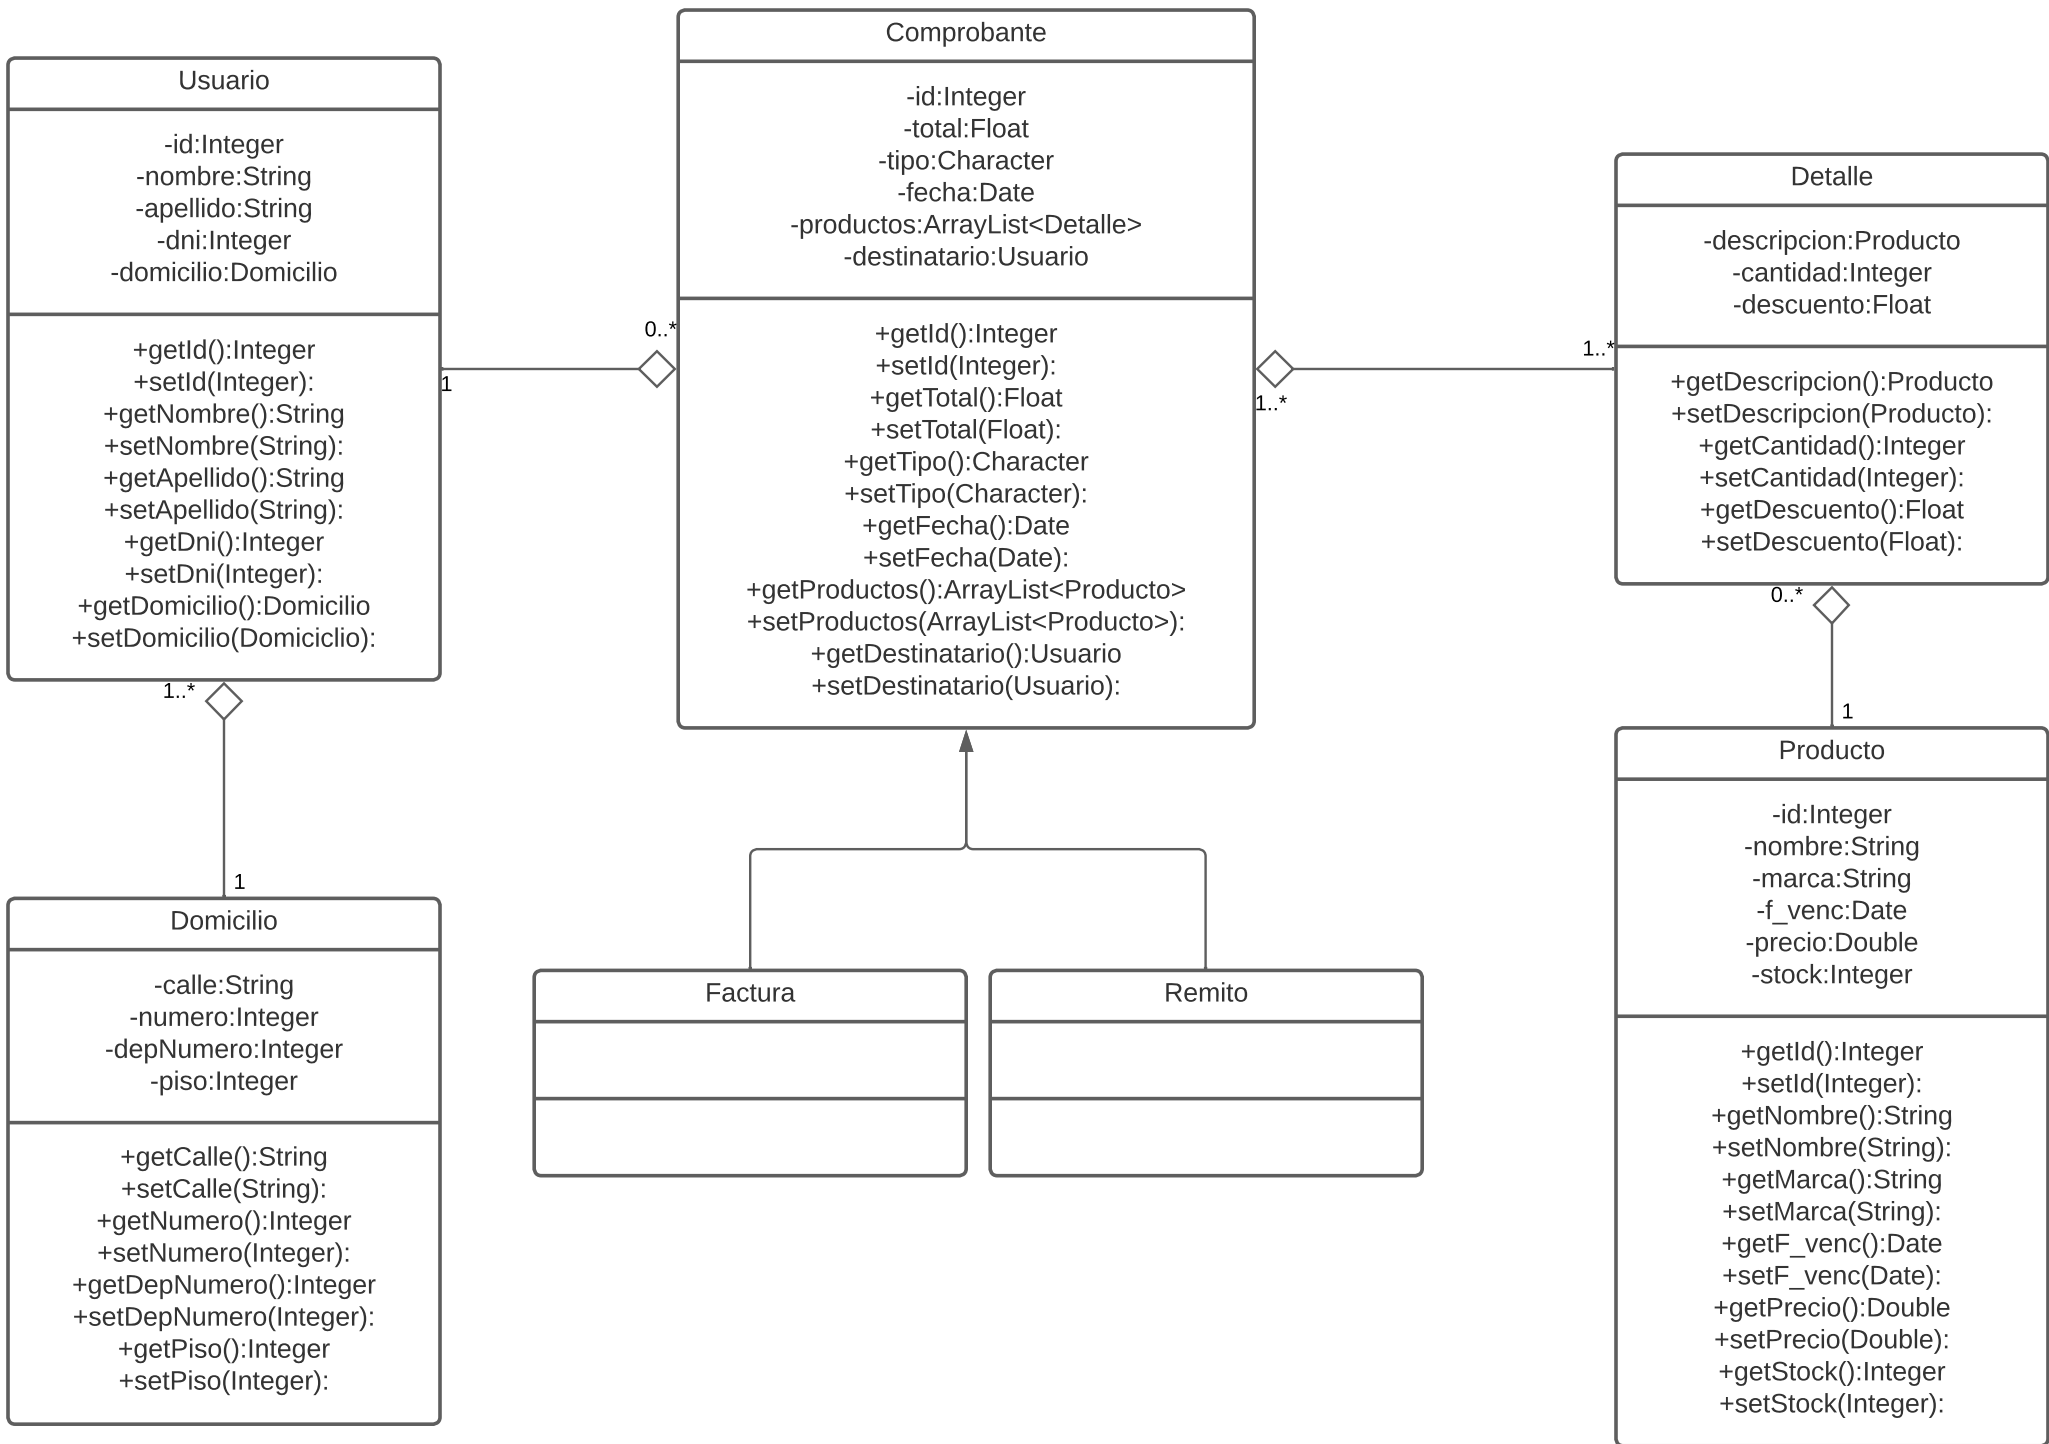 Usuario
-id:Integer
-nombre:String
-apellido:String
-dni:Integer
-domicilio:Domicilio
+getId():Integer
+setId(Integer):
+getNombre():String
+setNombre(String):
+getApellido():String
+setApellido(String):
+getDni():Integer
+setDni(Integer):
+getDomicilio():Domicilio
+setDomicilio(Domiciclio):
1
0..*
1..*
1
Domicilio
-calle:String
-numero:Integer
-depNumero:Integer
-piso:Integer
+getCalle():String
+setCalle(String):
+getNumero():Integer
+setNumero(Integer):
+getDepNumero():Integer
+setDepNumero(Integer):
+getPiso():Integer
+setPiso(Integer):
Comprobante
-id:Integer
-total:Float
-tipo:Character
-fecha:Date
-productos:ArrayList<Detalle>
-destinatario:Usuario
+getId():Integer
+setId(Integer):
+getTotal():Float
+setTotal(Float):
+getTipo():Character
+setTipo(Character):
+getFecha():Date
+setFecha(Date):
+getProductos():ArrayList<Producto>
+setProductos(ArrayList<Producto>):
+getDestinatario():Usuario
+setDestinatario(Usuario):
1..*
1..*
Factura
Remito
Detalle
-descripcion:Producto
-cantidad:Integer
-descuento:Float
+getDescripcion():Producto
+setDescripcion(Producto):
+getCantidad():Integer
+setCantidad(Integer):
+getDescuento():Float
+setDescuento(Float):
0..*
1
Producto
-id:Integer
-nombre:String
-marca:String
-f_venc:Date
-precio:Double
-stock:Integer
+getId():Integer
+setId(Integer):
+getNombre():String
+setNombre(String):
+getMarca():String
+setMarca(String):
+getF_venc():Date
+setF_venc(Date):
+getPrecio():Double
+setPrecio(Double):
+getStock():Integer
+setStock(Integer):